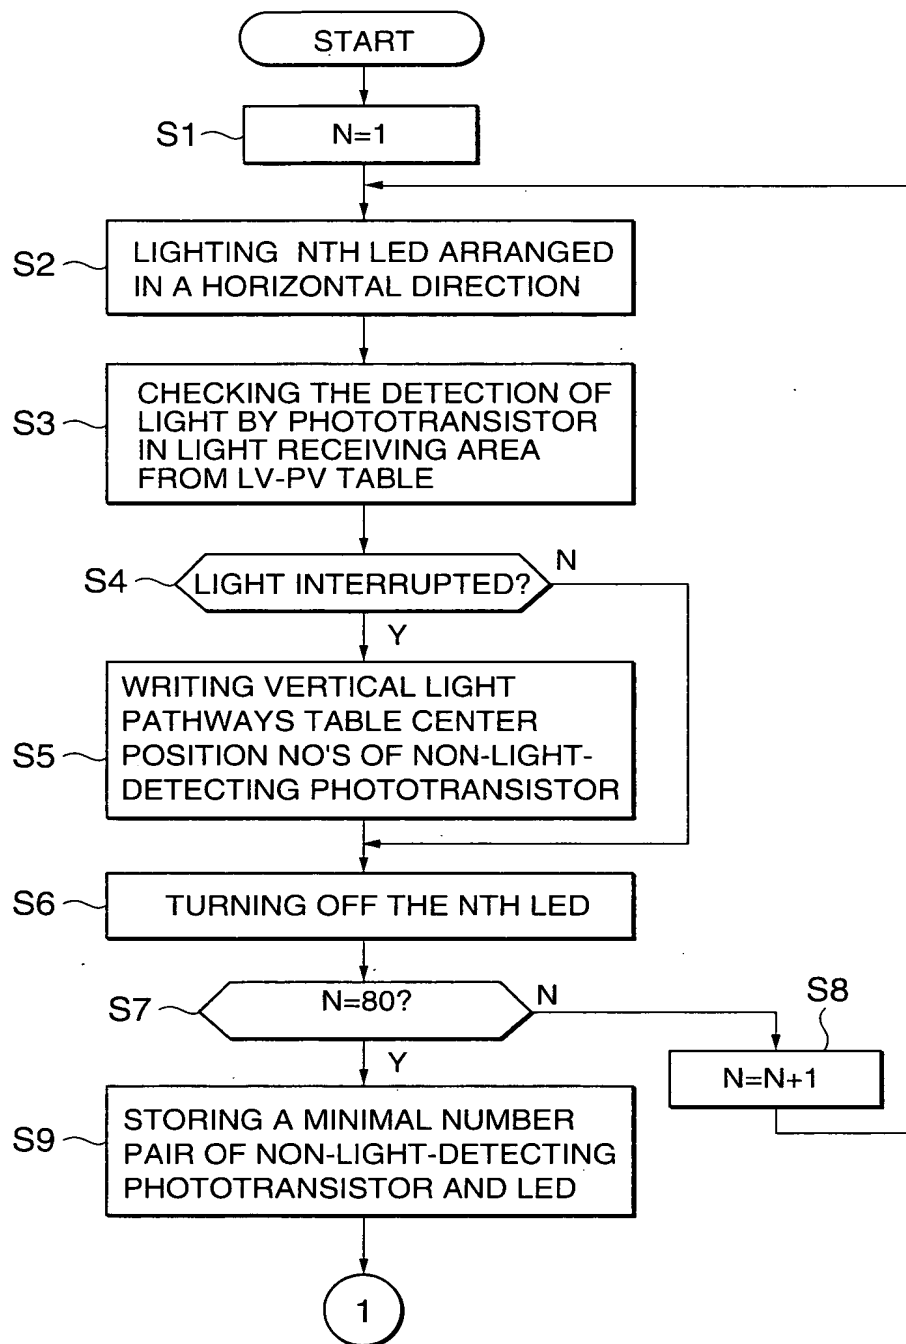 START
S1
N=1
S2
LIGHTING NTH LED ARRANGED
IN A HORIZONTAL DIRECTION
S3
CHECKING THE DETECTION OF
LIGHT BY PHOTOTRANSISTOR
IN LIGHT RECEIVING AREA
FROM LV-PV TABLE
S4
LIGHT INTERRUPTED?
N
Y
S5
WRITING VERTICAL LIGHT
PATHWAYS TABLE CENTER
POSITION NO'S OF NON-LIGHT-
DETECTING PHOTOTRANSISTOR
S6
TURNING OFF THE NTH LED
S7
N=80?
N
Y
S8
N=N+1
S9
STORING A MINIMAL NUMBER
PAIR OF NON-LIGHT-DETECTING
PHOTOTRANSISTOR AND LED
1